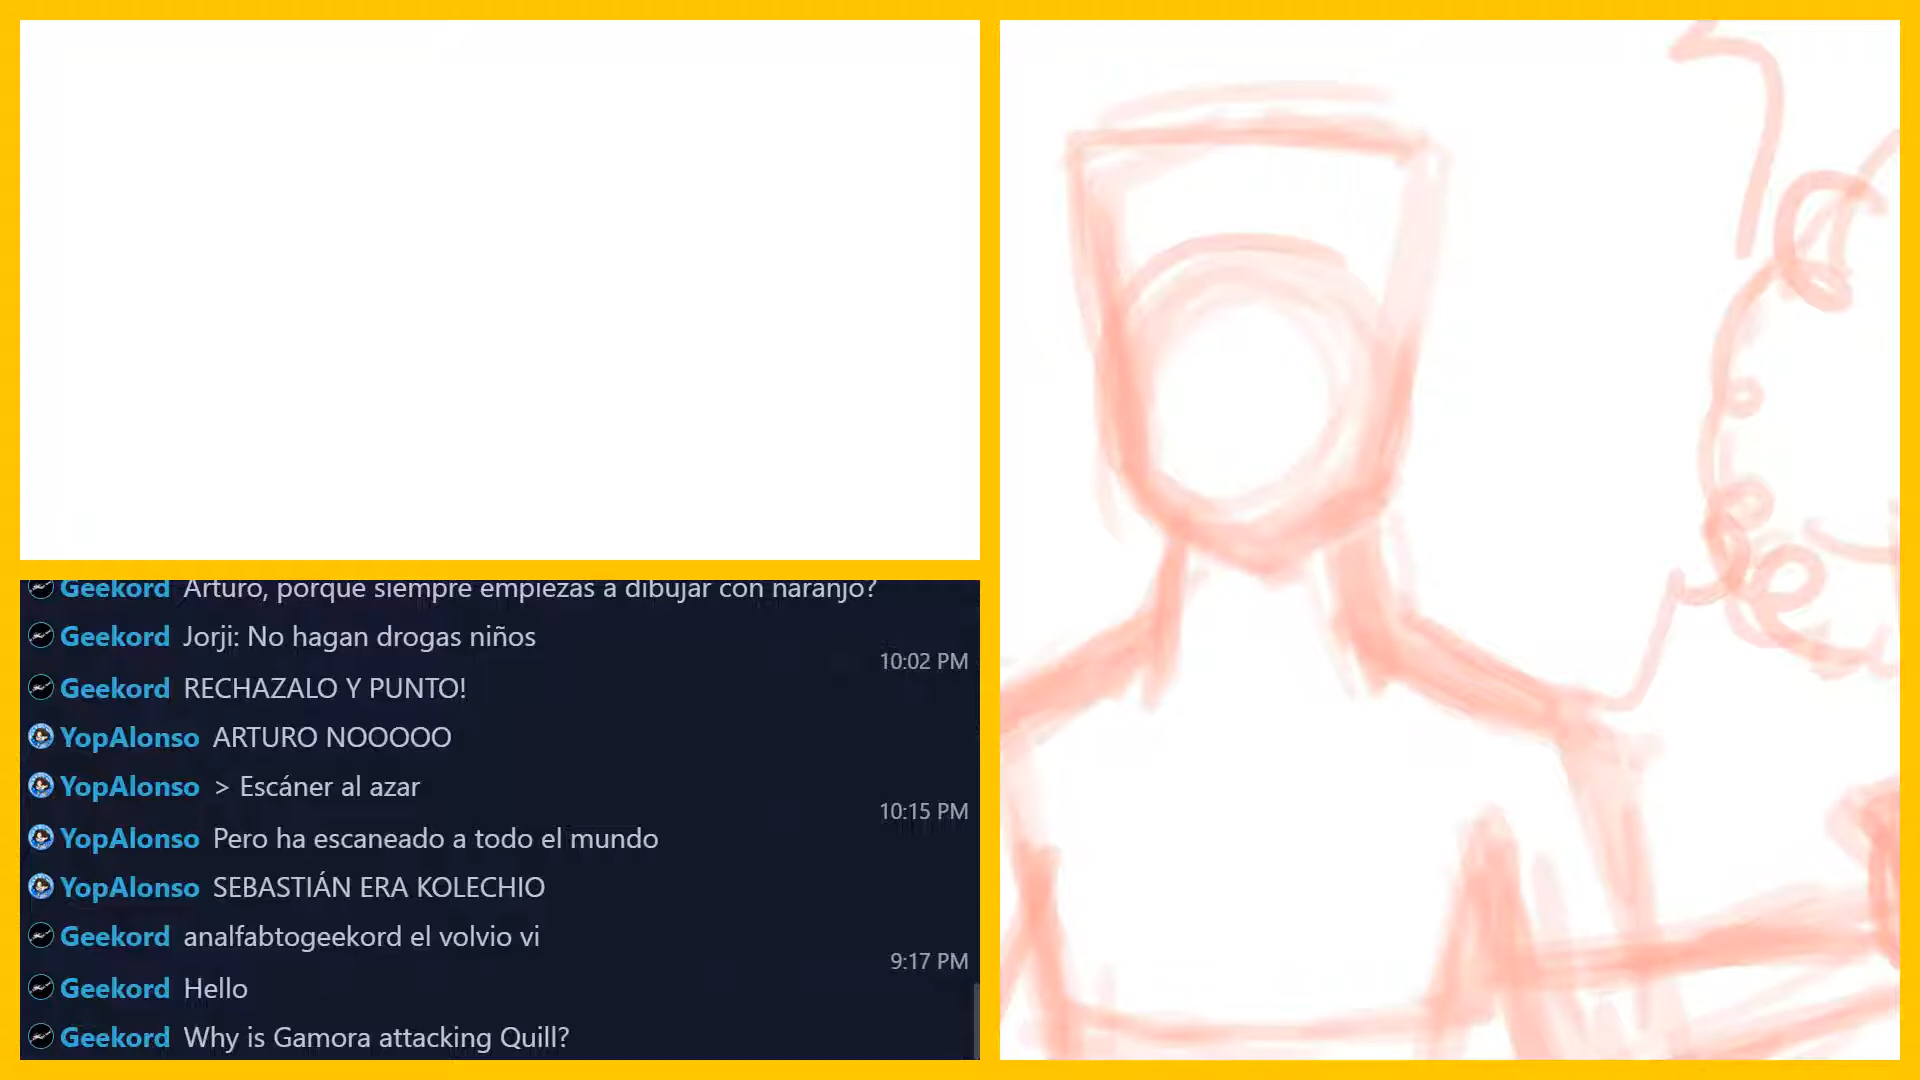 Geekord Arturo, porque siempre empiezas a dibujar con naranjo?
Geekord Jorji: No hagan drogas niños
10:02 PM
Geekord RECHAZALO Y PUNTO!
YopAlonso ARTURO NOOOOO
YopAlonso > Escáner al azar
10:15 PM
YopAlonso Pero ha escaneado a todo el mundo
YopAlonso SEBASTIÁN ERA KOLECHIO
Geekord analfabtogeekord el volvio vi
9:17 PM
Geekord Hello
Geekord Why is Gamora attacking Quill?